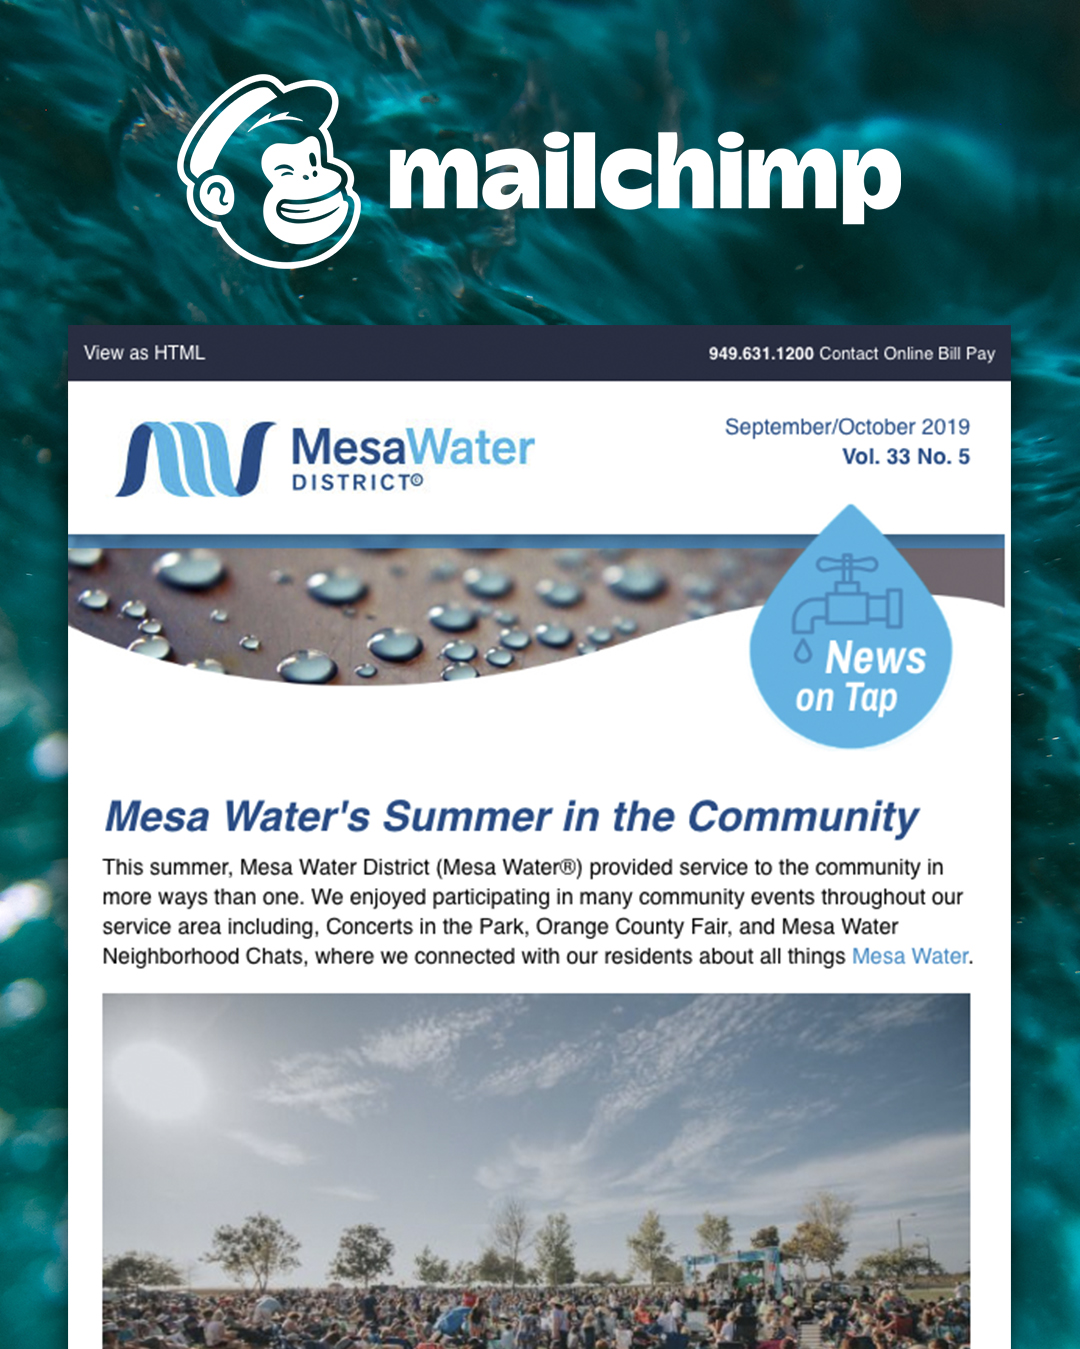 mailchimp
View as HTML
949.631.1200 Contact Online Bill Pay
MesaWater
DISTRICT©
September/October 2019
Vol. 33 No. 5
News
on Tap
Mesa Water's Summer in the Community
This summer, Mesa Water District (Mesa Water®) provided service to the community in
more ways than one. We enjoyed participating in many community events throughout our
service area including, Concerts in the Park, Orange County Fair, and Mesa Water
Neighborhood Chats, where we connected with our residents about all things Mesa Water.